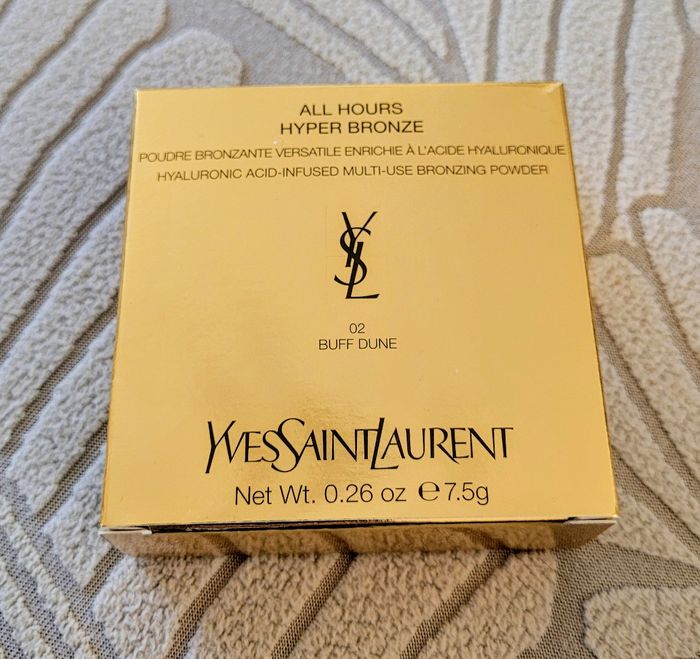 ALL HOURS
HYPER BRONZE
POUDRE BRONZANTE VERSATILE ENRICHIE À L'ACIDE HYALURONIQUE
HYALURONIC ACID-INFUSED MULTI-USE BRONZING POWDER
YSL
02
BUFF DUNE
YVESSAINTLAURENT
Net Wt. 0.26 oz ℮ 7.5g